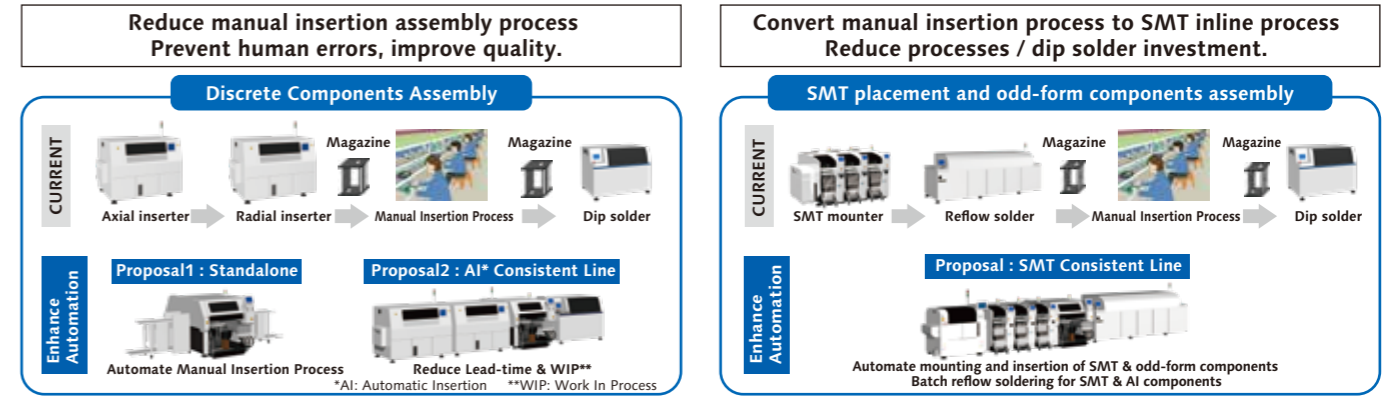 Reduce manual insertion assembly process
Prevent human errors, improve quality.
Discrete Components Assembly
CURRENT
Magazine
Magazine
Axial inserter
Radial inserter
Manual Insertion Process
Dip solder
Enhance
Automation
Proposal1 : Standalone
Automate Manual Insertion Process
Proposal2 : AI* Consistent Line
Reduce Lead-time & WIP**
*AI: Automatic Insertion **WIP: Work In Process
Convert manual insertion process to SMT inline process
Reduce processes / dip solder investment.
SMT placement and odd-form components assembly
CURRENT
Magazine
Magazine
SMT mounter
Reflow solder
Manual Insertion Process
Dip solder
Enhance
Automation
Proposal : SMT Consistent Line
Automate mounting and insertion of SMT & odd-form components
Batch reflow soldering for SMT & AI components